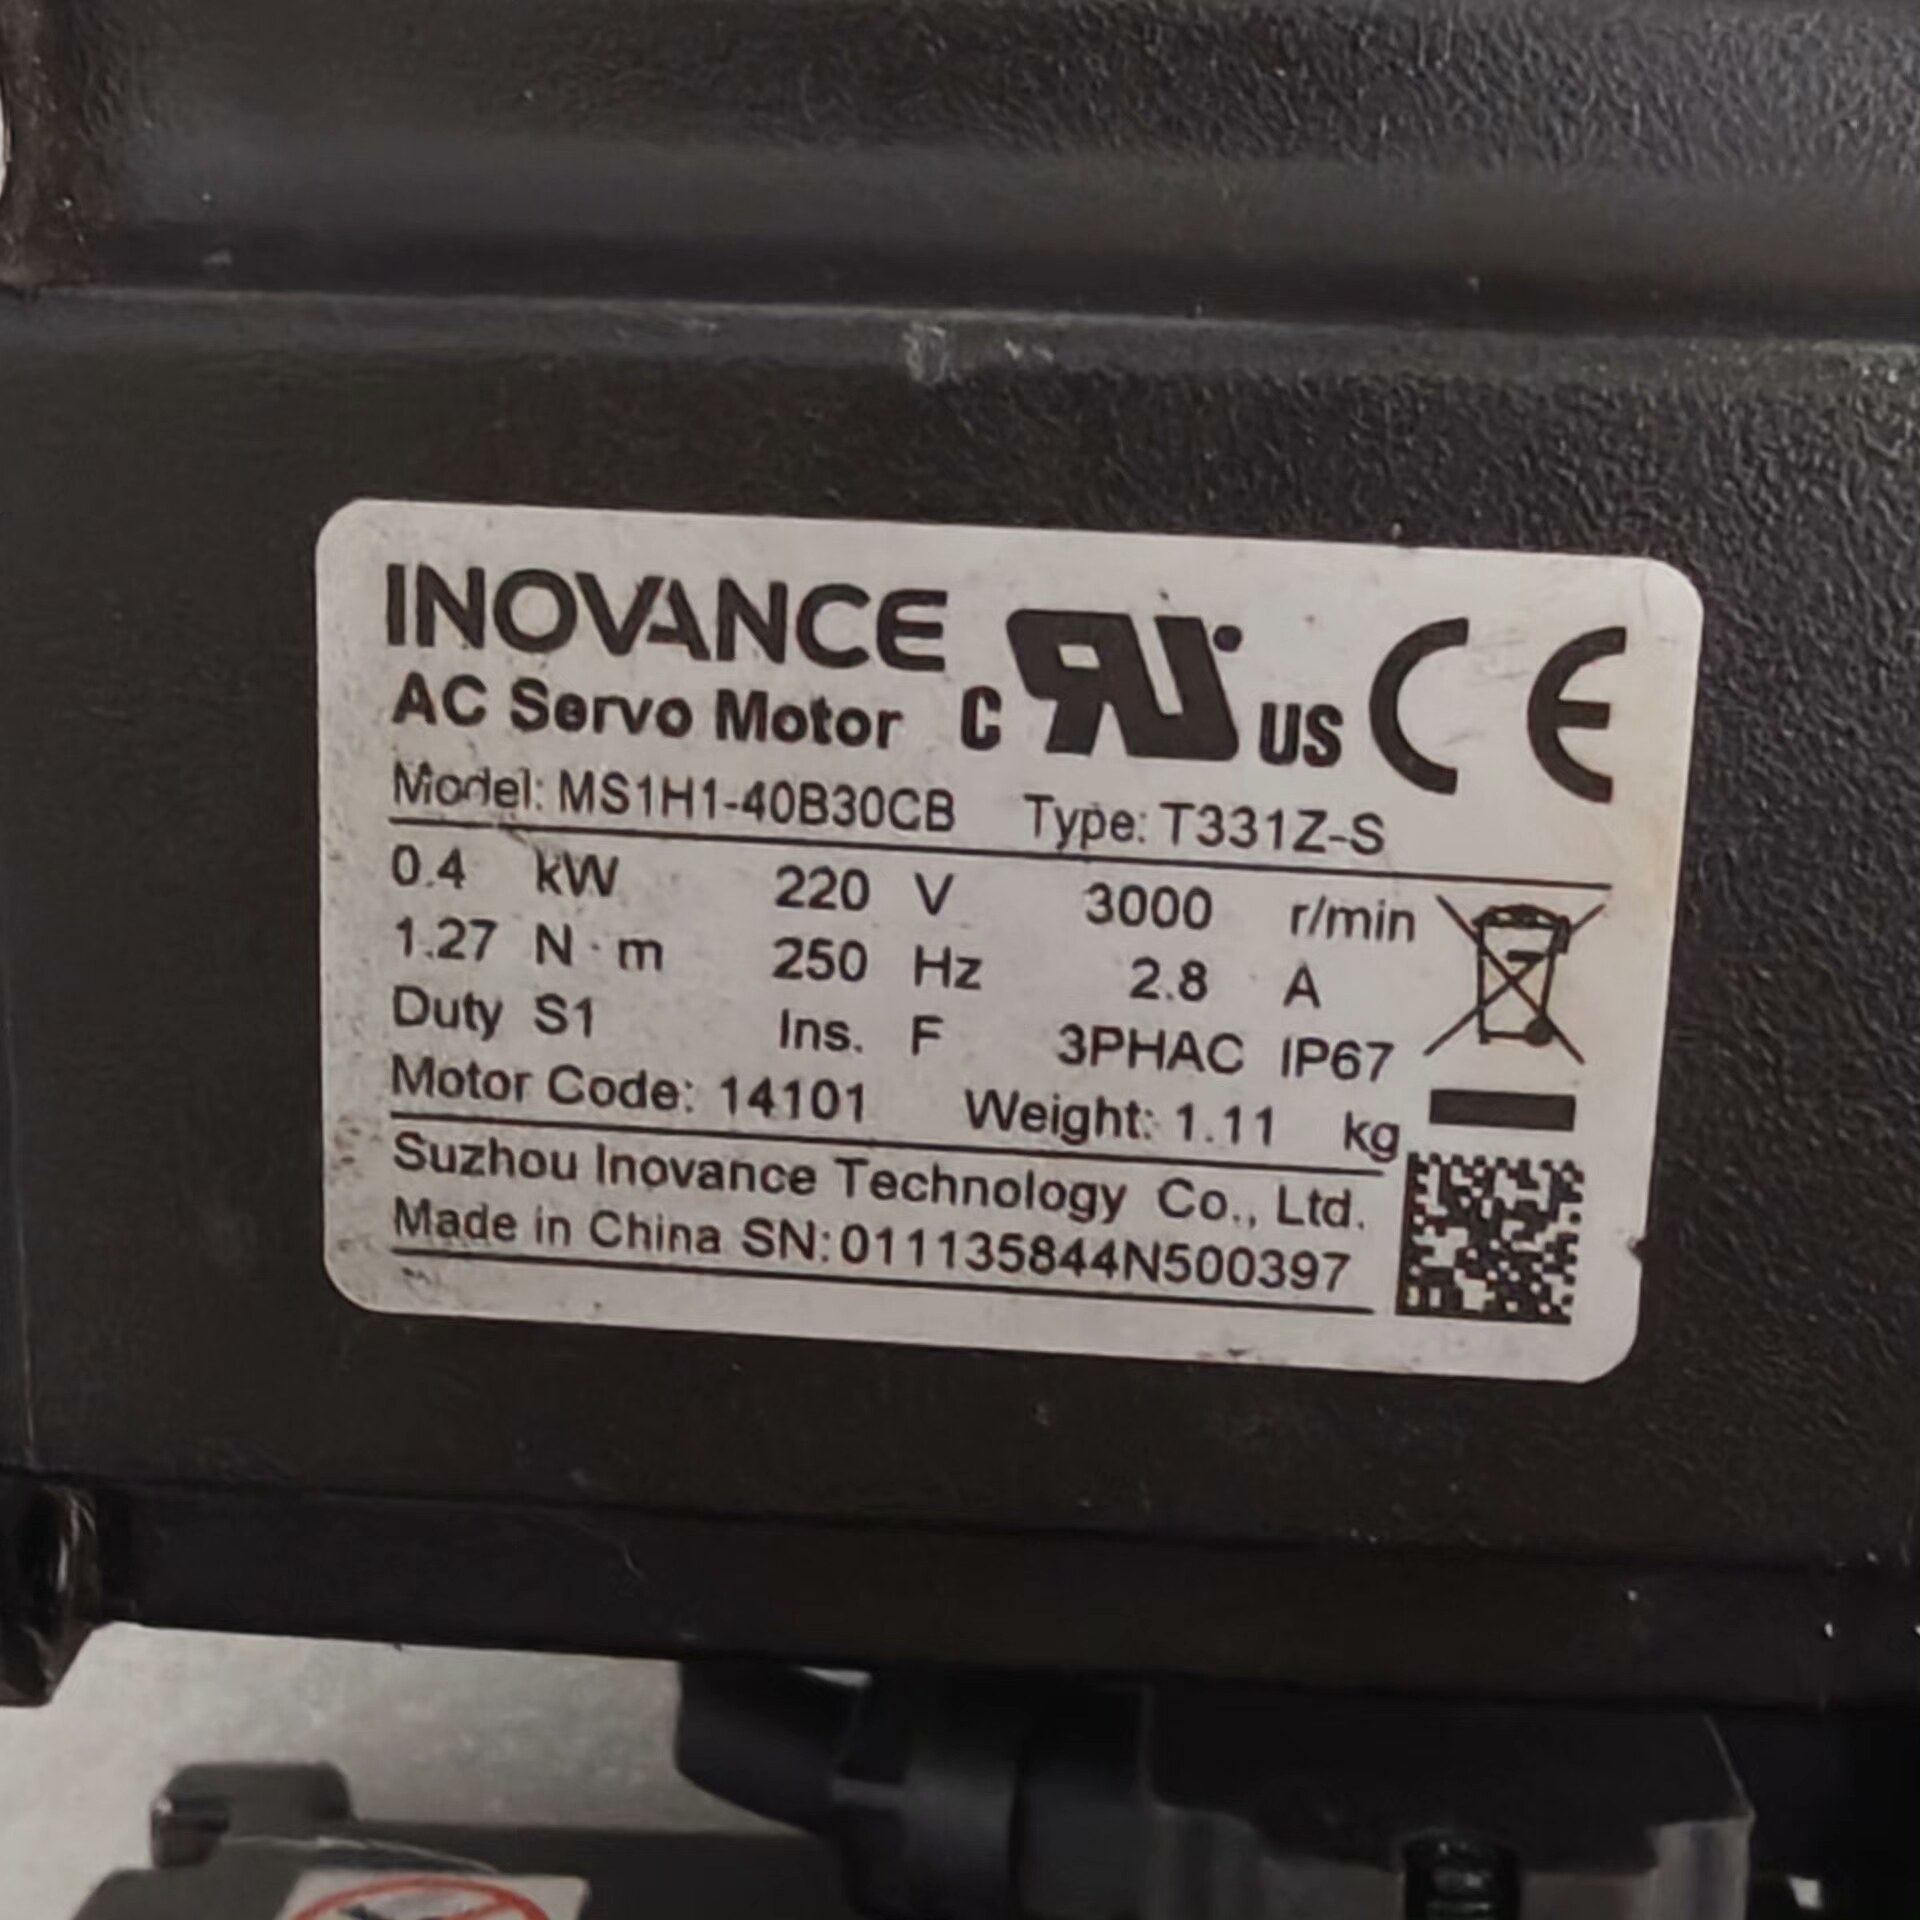 INOVANCE
AC Servo Motor c RU US CE
Model: MS1H1-40B30CB Type: T331Z-S
0.4 kW 220 V 3000 r/min
1.27 N·m 250 Hz 2.8 A
Duty S1 Ins. F 3PHAC IP67
Motor Code: 14101 Weight: 1.11 kg
Suzhou Inovance Technology Co., Ltd.
Made in China SN:011135844N500397